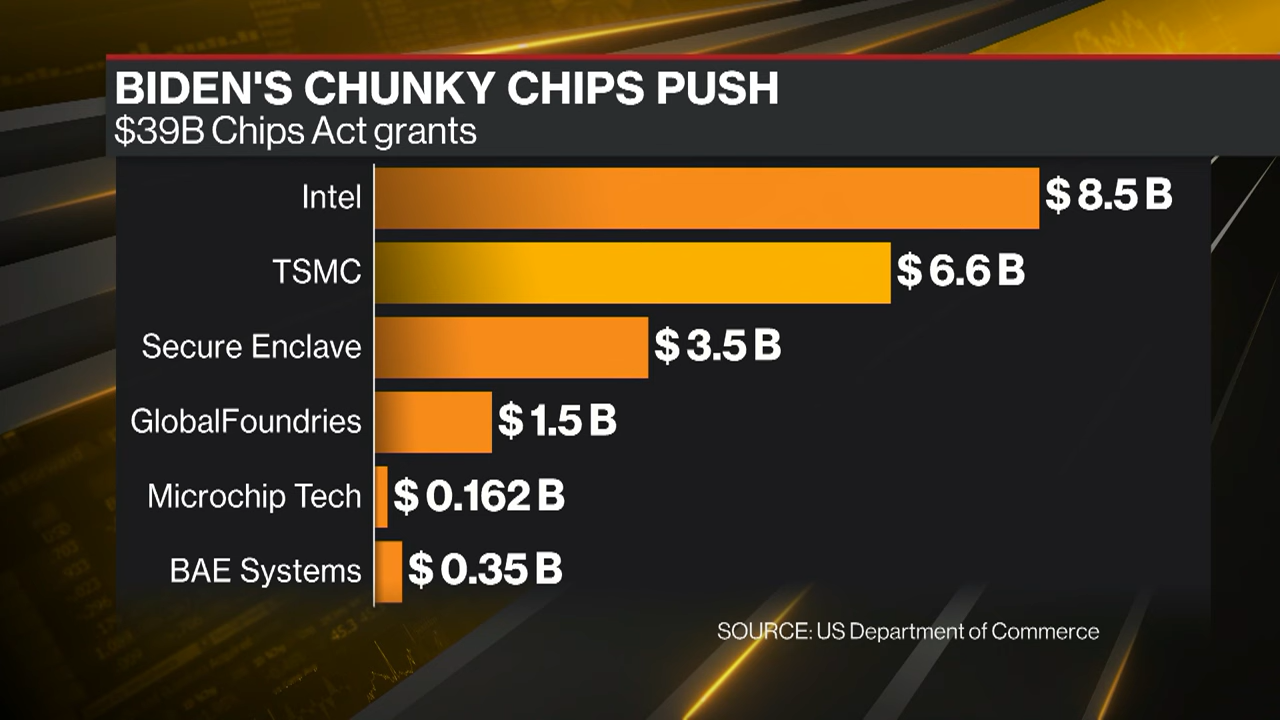 BIDEN'S CHUNKY CHIPS PUSH
$39B Chips Act grants
Intel $ 8.5 B
TSMC $ 6.6 B
Secure Enclave $ 3.5 B
GlobalFoundries $ 1.5 B
Microchip Tech $ 0.162 B
BAE Systems $ 0.35 B
SOURCE: US Department of Commerce